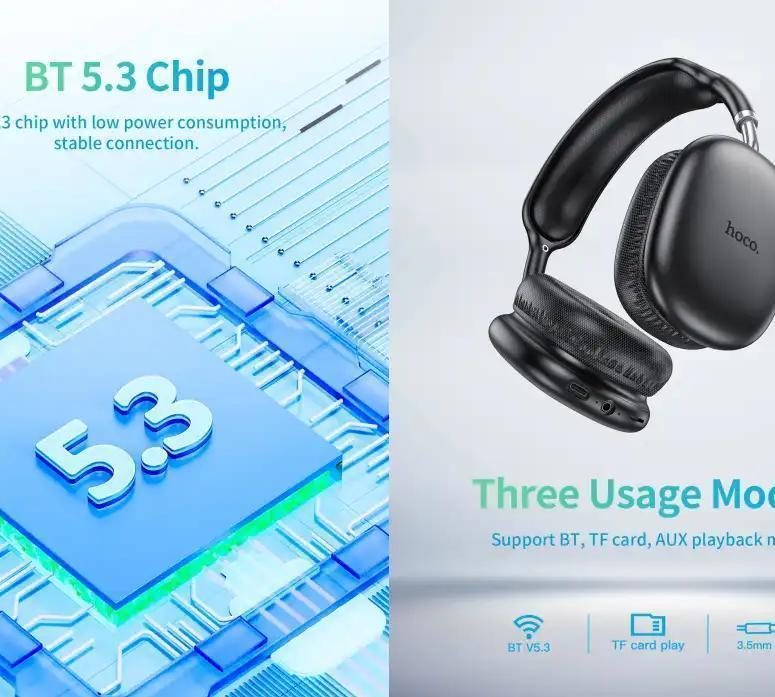 BT 5.3 Chip
.3 chip with low power consumption,
stable connection.
5.3
hoco.
Three Usage
Support BT, TF card, AUX playback
BT V5.3
TF card play
3.5mm